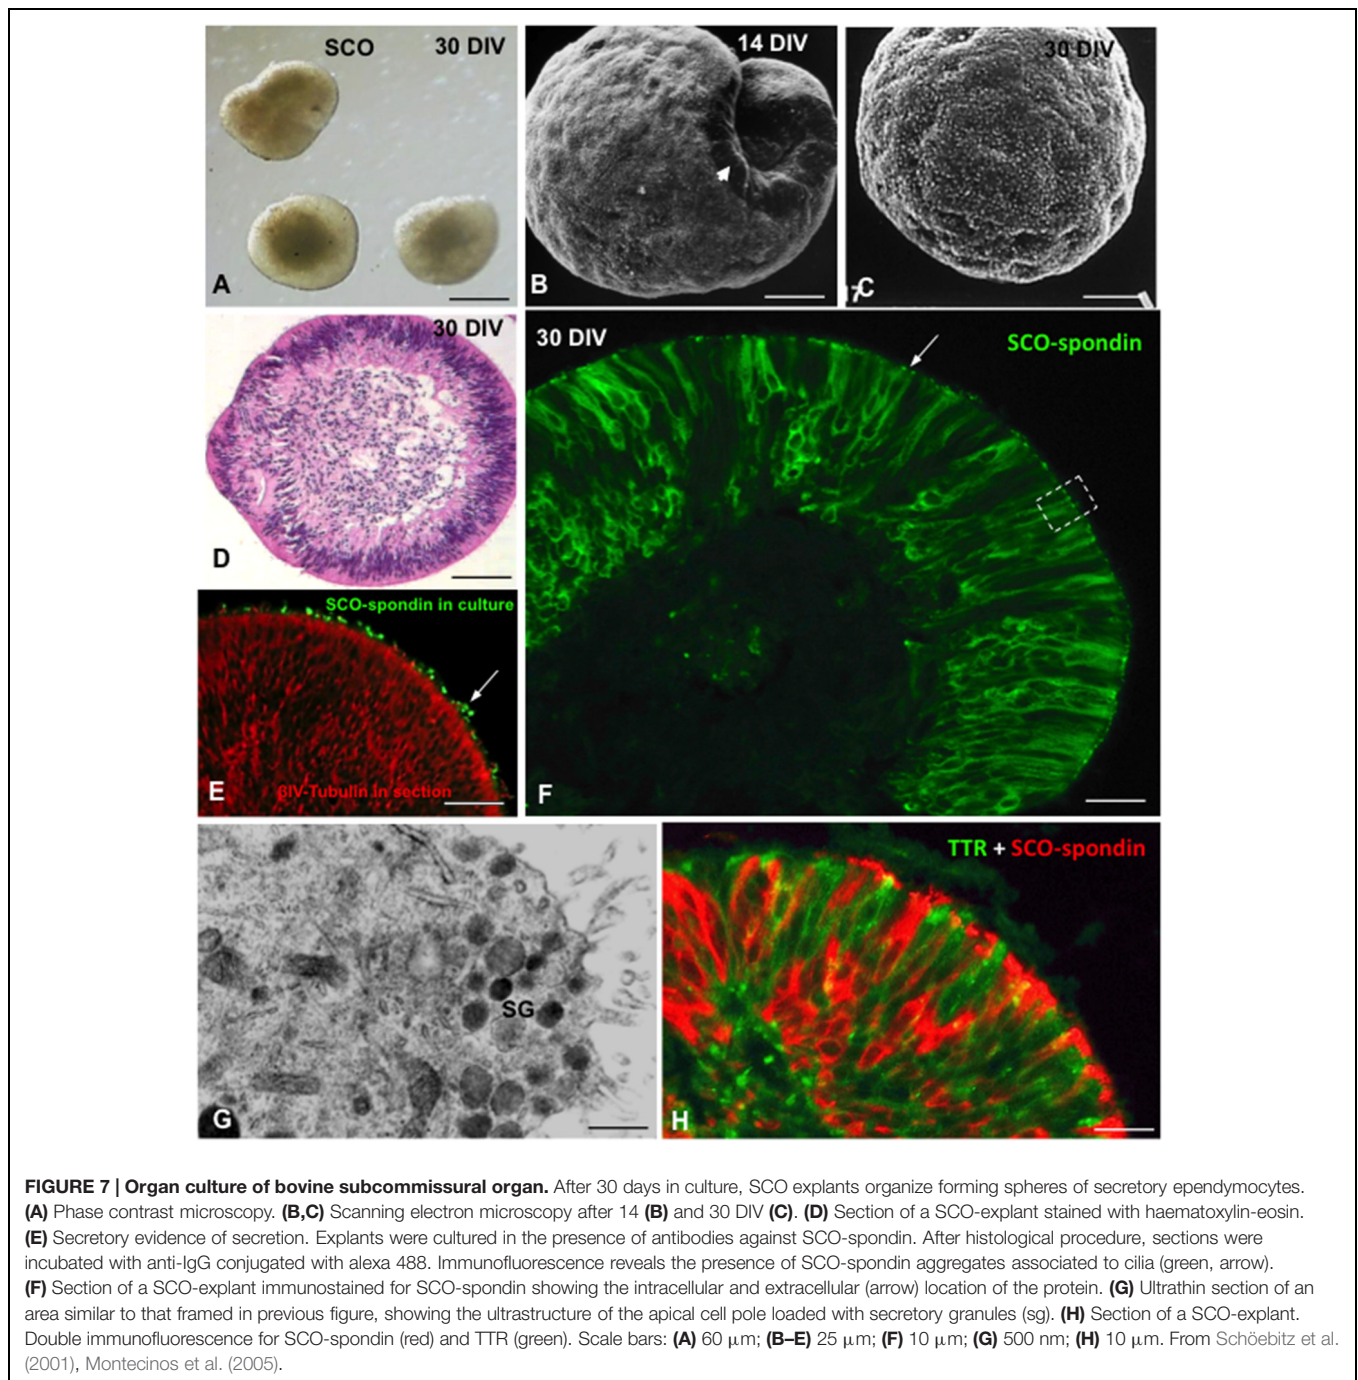 SCO 30 DIV
14 DIV
30 DIV
A
B
C
30 DIV
D
30 DIV
SCO-spondin
SCO-spondin in culture
βIV-Tubulin in section
E
F
SG
G
TTR + SCO-spondin
H
FIGURE 7 | Organ culture of bovine subcommissural organ. After 30 days in culture, SCO explants organize forming spheres of secretory ependymocytes.
(A) Phase contrast microscopy. (B,C) Scanning electron microscopy after 14 (B) and 30 DIV (C). (D) Section of a SCO-explant stained with haematoxylin-eosin.
(E) Secretory evidence of secretion. Explants were cultured in the presence of antibodies against SCO-spondin. After histological procedure, sections were
incubated with anti-IgG conjugated with alexa 488. Immunofluorescence reveals the presence of SCO-spondin aggregates associated to cilia (green, arrow).
(F) Section of a SCO-explant immunostained for SCO-spondin showing the intracellular and extracellular (arrow) location of the protein. (G) Ultrathin section of an
area similar to that framed in previous figure, showing the ultrastructure of the apical cell pole loaded with secretory granules (sg). (H) Section of a SCO-explant.
Double immunofluorescence for SCO-spondin (red) and TTR (green). Scale bars: (A) 60 μm; (B–E) 25 μm; (F) 10 μm; (G) 500 nm; (H) 10 μm. From Schöebitz et al.
(2001), Montecinos et al. (2005).